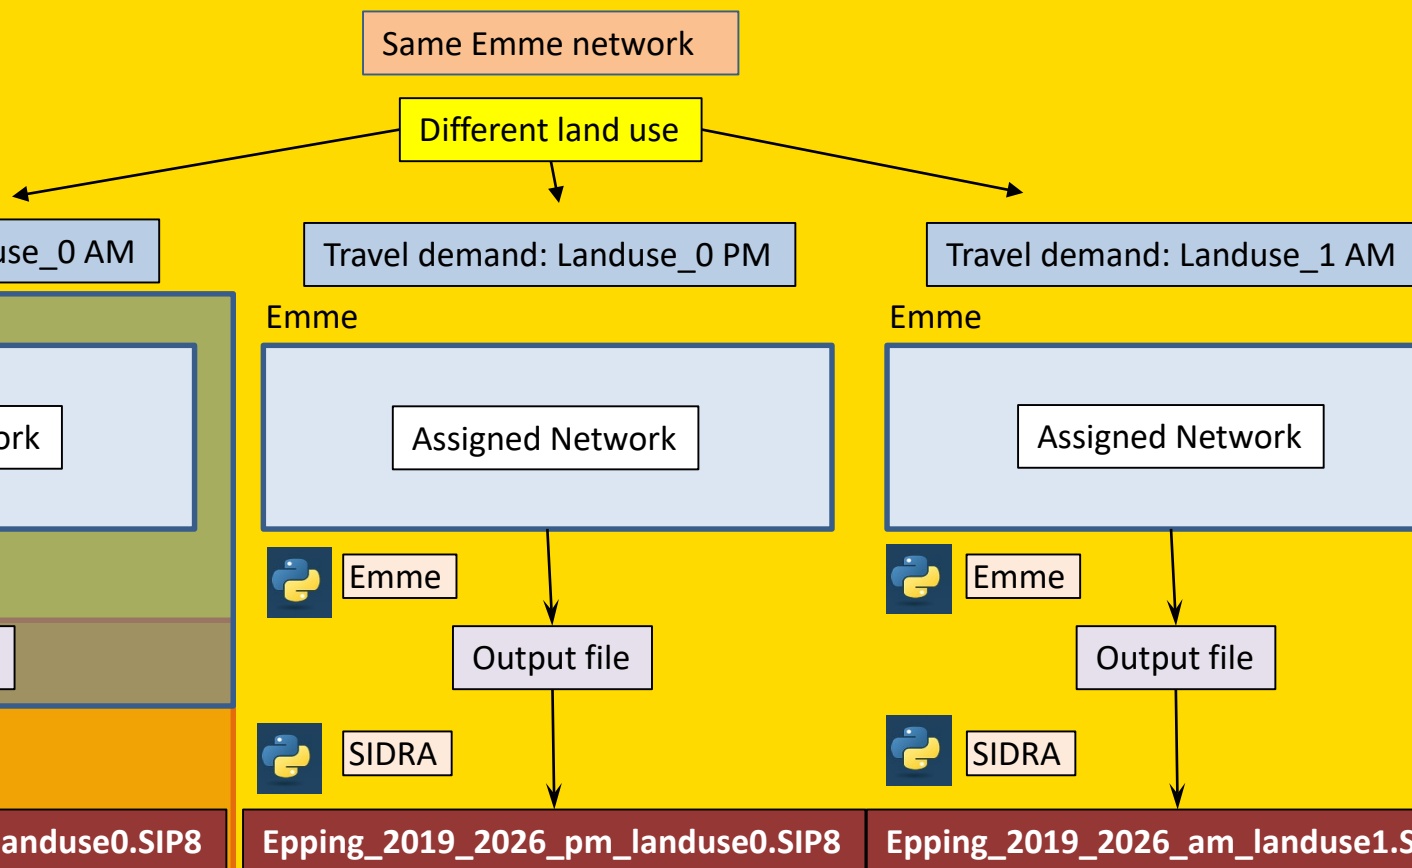 Same Emme network
Different land use
use_0 AM
Travel demand: Landuse_0 PM
Travel demand: Landuse_1 AM
Emme
Emme
ork
Assigned Network
Assigned Network
Emme
Emme
Output file
Output file
SIDRA
SIDRA
anduse0.SIP8
Epping_2019_2026_pm_landuse0.SIP8
Epping_2019_2026_am_landuse1.S